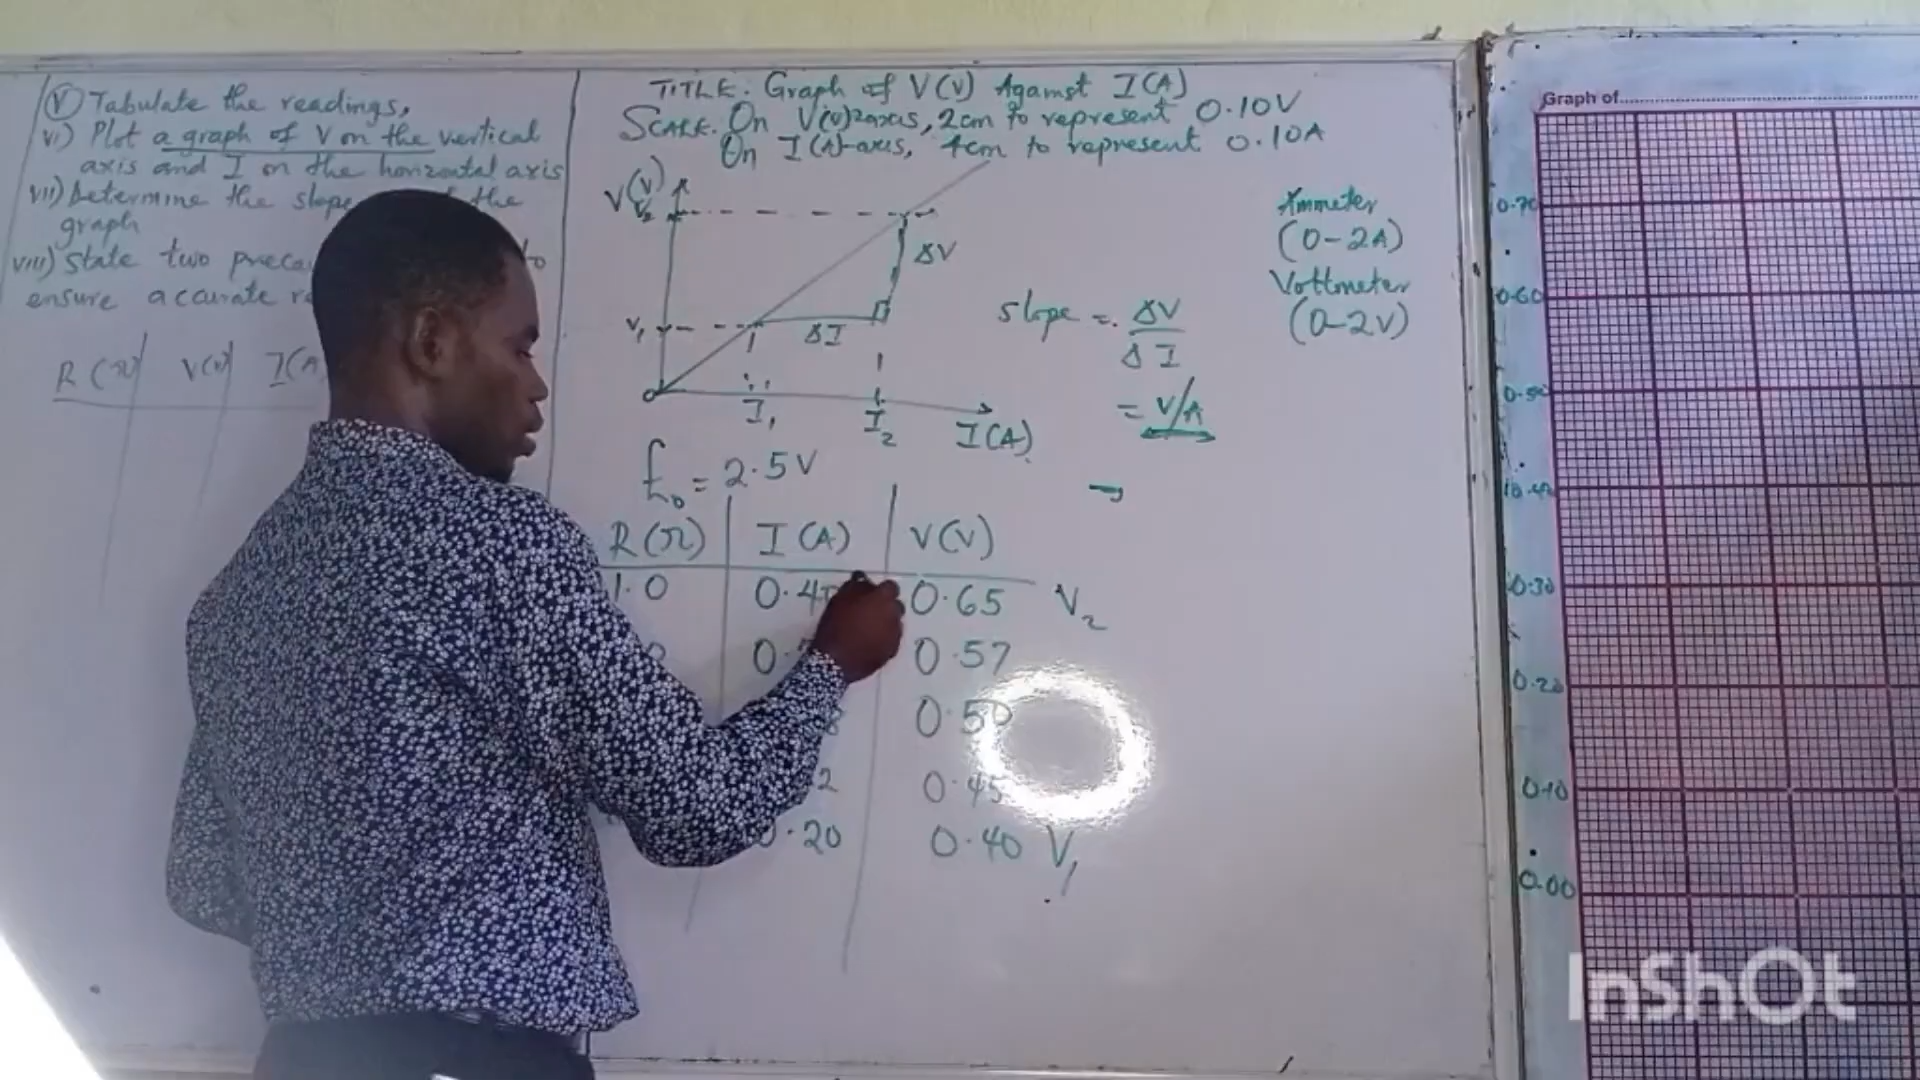 V) Tabulate the readings,
vi) Plot a graph of V on the vertical
axis and I on the horizontal axis
vii) Determine the slope the
graph
viii) State two to
ensure accurate
R(Ω) V(V) I(A
TITLE: Graph of V(V) Against I(A)
SCALE: On V(V)-axis, 2cm to represent 0.10V
On I(A)-axis, 4cm to represent 0.10A
V(V)
V₂
ΔV
V₁
ΔI
O
I₁
I₂
I(A)
slope = ΔV
ΔI
= V/A
Ammeter
(0-2A)
Voltmeter
(0-2V)
E₀ = 2.5V
R(Ω) I(A) V(V)
1.0 0.4 0.65 V₂
0. 0.57
0.50
2 0.45
0.20 0.40 V₁
Graph of
0.70
0.60
0.50
0.40
0.30
0.20
0.10
0.00
InShOt